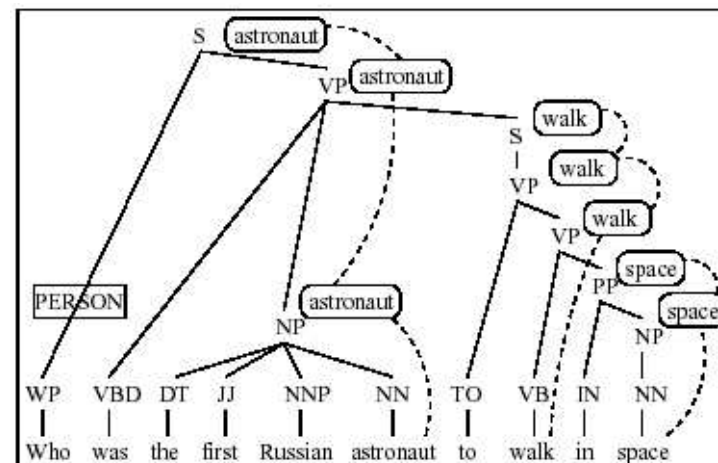 S astronaut
VP astronaut
walk
S
walk
VP
walk
VP
space
PP
PERSON astronaut
space
NP
NP
WP VBD DT JJ NNP NN TO VB IN NN
Who was the first Russian astronaut to walk in space